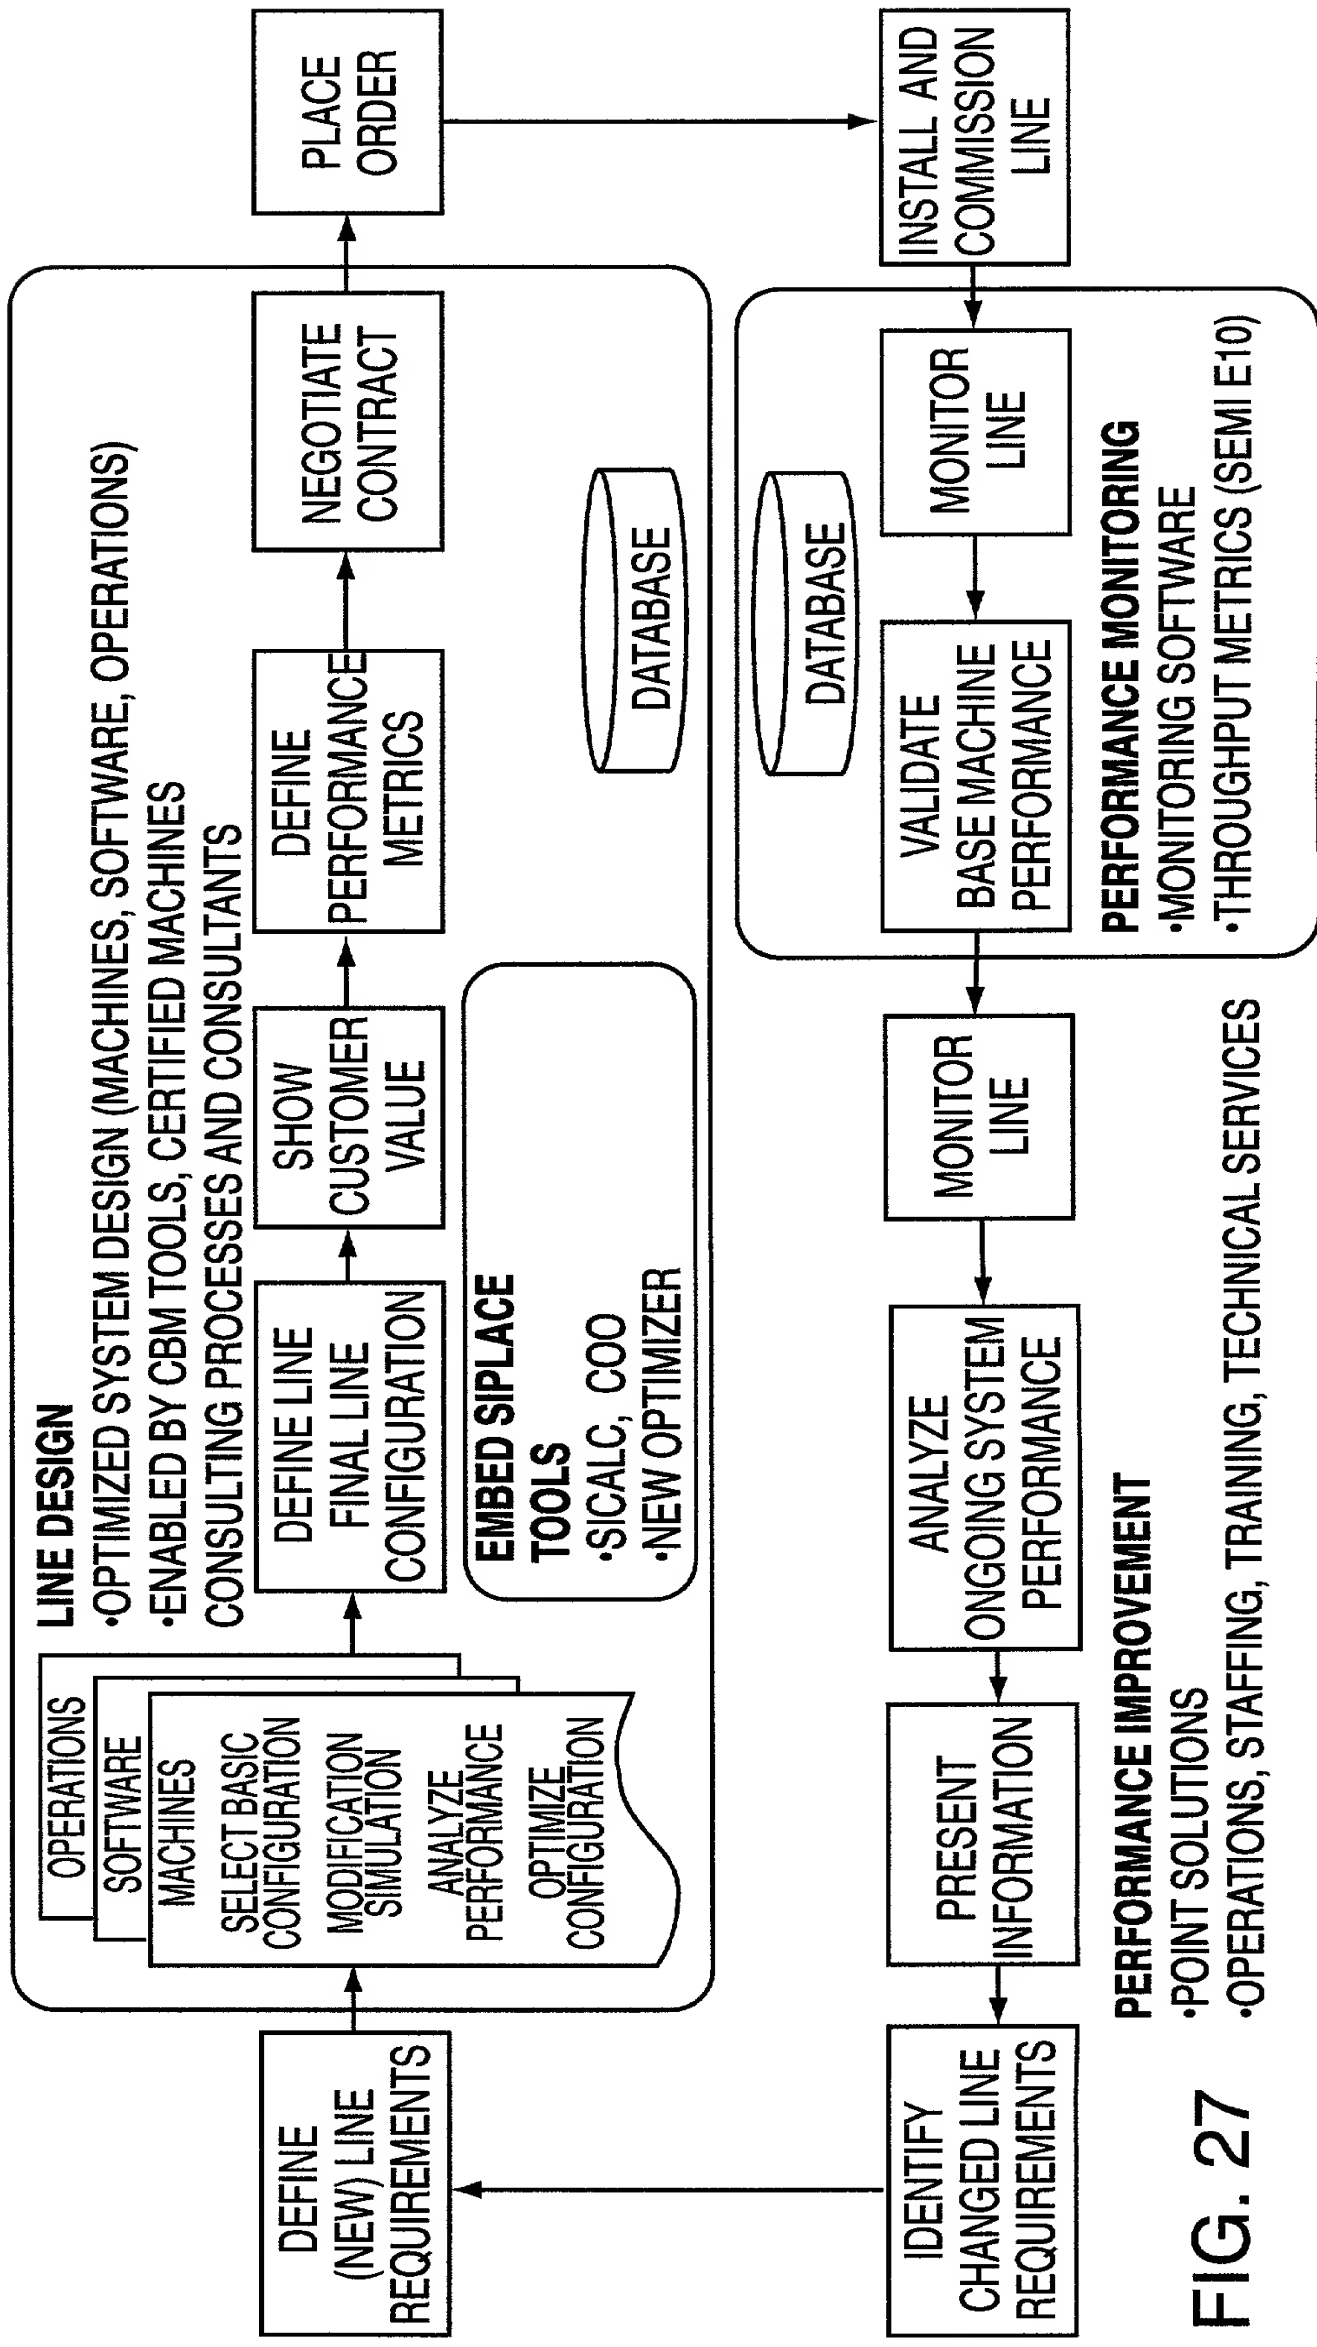 LINE DESIGN
•OPTIMIZED SYSTEM DESIGN (MACHINES, SOFTWARE, OPERATIONS)
•ENABLED BY CBM TOOLS, CERTIFIED MACHINES
CONSULTING PROCESSES AND CONSULTANTS
DEFINE
(NEW) LINE
REQUIREMENTS
OPERATIONS
SOFTWARE
MACHINES
SELECT BASIC
CONFIGURATION
MODIFICATION
SIMULATION
ANALYZE
PERFORMANCE
OPTIMIZE
CONFIGURATION
DEFINE LINE
FINAL LINE
CONFIGURATION
SHOW
CUSTOMER
VALUE
DEFINE
PERFORMANCE
METRICS
NEGOTIATE
CONTRACT
PLACE
ORDER
EMBED SIPLACE
TOOLS
•SICALC, COO
•NEW OPTIMIZER
DATABASE
DATABASE
IDENTIFY
CHANGED LINE
REQUIREMENTS
PRESENT
INFORMATION
ANALYZE
ONGOING SYSTEM
PERFORMANCE
MONITOR
LINE
VALIDATE
BASE MACHINE
PERFORMANCE
MONITOR
LINE
INSTALL AND
COMMISSION
LINE
PERFORMANCE IMPROVEMENT
•POINT SOLUTIONS
•OPERATIONS, STAFFING, TRAINING, TECHNICAL SERVICES
PERFORMANCE MONITORING
•MONITORING SOFTWARE
•THROUGHPUT METRICS (SEMI E10)
FIG. 27